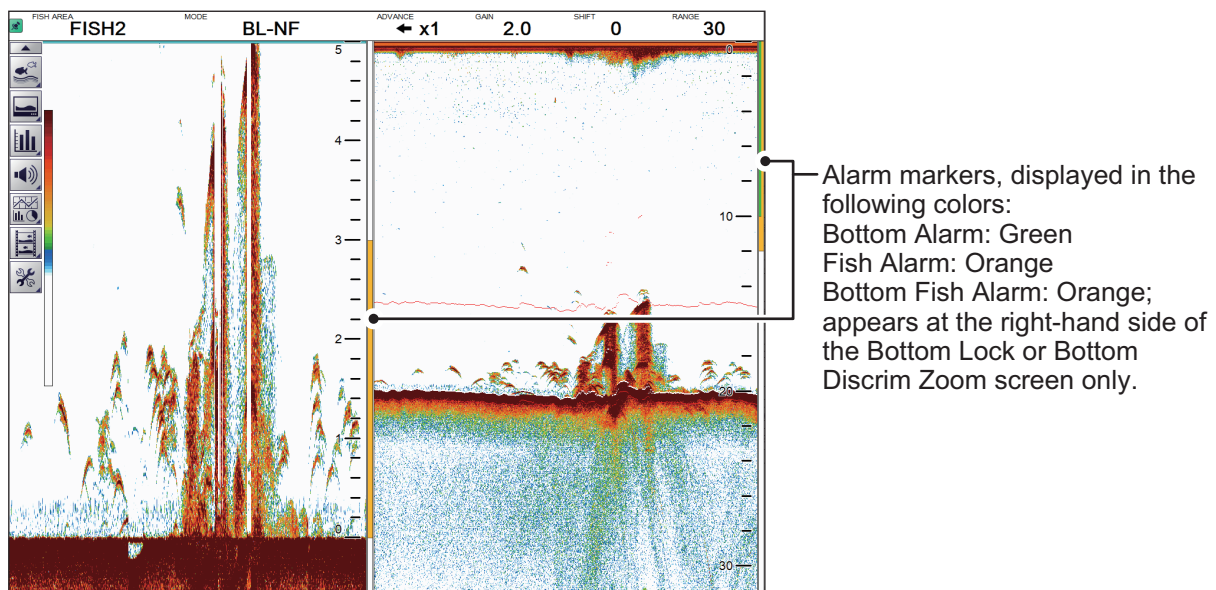 FISH AREA MODE ADVANCE GAIN SHIFT RANGE
FISH2 BL-NF x1 2.0 0 30
5
4
3
2
1
0
0
10
20
30
Alarm markers, displayed in the
following colors:
Bottom Alarm: Green
Fish Alarm: Orange
Bottom Fish Alarm: Orange;
appears at the right-hand side of
the Bottom Lock or Bottom
Discrim Zoom screen only.